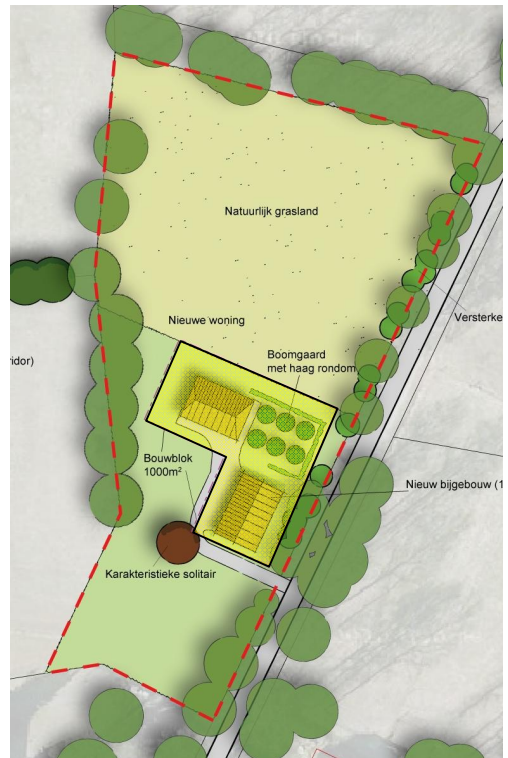 Natuurlijk grasland
Versterke
Nieuwe woning
ridor)
Boomgaard
met haag rondom
Bouwblok
1000m²
Nieuw bijgebouw (1
Karakteristieke solitair